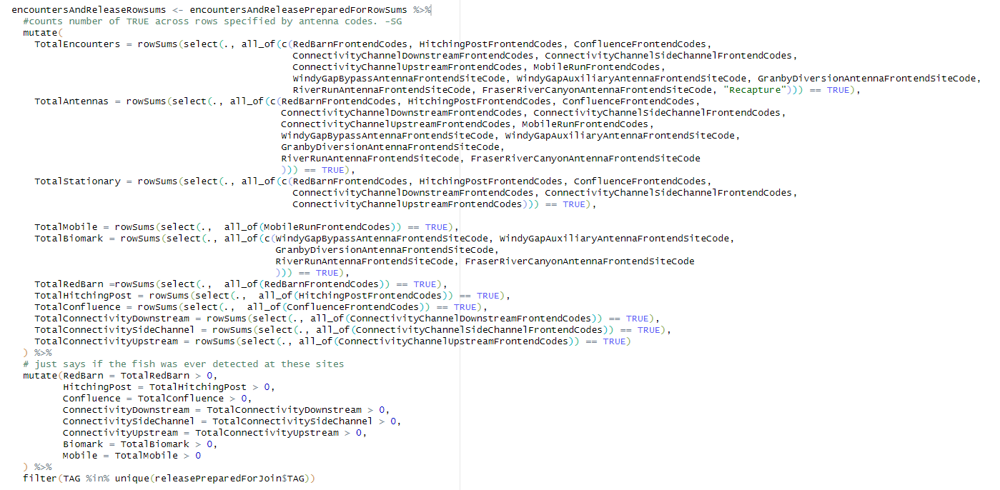 encountersAndReleaseRowsums <- encountersAndReleasePreparedForRowSums %>%
  #counts number of TRUE across rows specified by antenna codes. -SG
  mutate(
    TotalEncounters = rowSums(select(., all_of(c(RedBarnFrontendCodes, HitchingPostFrontendCodes, ConfluenceFrontendCodes,
                                                 ConnectivityChannelDownstreamFrontendCodes, ConnectivityChannelSideChannelFrontendCodes,
                                                 ConnectivityChannelUpstreamFrontendCodes, MobileRunFrontendCodes,
                                                 WindyGapBypassAntennaFrontendSiteCode, WindyGapAuxiliaryAntennaFrontendSiteCode, GranbyDiversionAntennaFrontendSiteCode,
                                                 RiverRunAntennaFrontendSiteCode, FraserRiverCanyonAntennaFrontendSiteCode, "Recapture"))) == TRUE),
    TotalAntennas = rowSums(select(., all_of(c(RedBarnFrontendCodes, HitchingPostFrontendCodes, ConfluenceFrontendCodes,
                                               ConnectivityChannelDownstreamFrontendCodes, ConnectivityChannelSideChannelFrontendCodes,
                                               ConnectivityChannelUpstreamFrontendCodes, MobileRunFrontendCodes,
                                               WindyGapBypassAntennaFrontendSiteCode, WindyGapAuxiliaryAntennaFrontendSiteCode,
                                               GranbyDiversionAntennaFrontendSiteCode,
                                               RiverRunAntennaFrontendSiteCode, FraserRiverCanyonAntennaFrontendSiteCode
                                               ))) == TRUE),
    TotalStationary = rowSums(select(., all_of(c(RedBarnFrontendCodes, HitchingPostFrontendCodes, ConfluenceFrontendCodes,
                                                 ConnectivityChannelDownstreamFrontendCodes, ConnectivityChannelSideChannelFrontendCodes,
                                                 ConnectivityChannelUpstreamFrontendCodes))) == TRUE),

    TotalMobile = rowSums(select(.,  all_of(MobileRunFrontendCodes)) == TRUE),
    TotalBiomark = rowSums(select(., all_of(c(WindyGapBypassAntennaFrontendSiteCode, WindyGapAuxiliaryAntennaFrontendSiteCode,
                                              GranbyDiversionAntennaFrontendSiteCode,
                                              RiverRunAntennaFrontendSiteCode, FraserRiverCanyonAntennaFrontendSiteCode
                                              ))) == TRUE),
    TotalRedBarn =rowSums(select(.,  all_of(RedBarnFrontendCodes)) == TRUE),
    TotalHitchingPost = rowSums(select(.,  all_of(HitchingPostFrontendCodes)) == TRUE),
    TotalConfluence = rowSums(select(.,  all_of(ConfluenceFrontendCodes)) == TRUE),
    TotalConnectivityDownstream = rowSums(select(., all_of(ConnectivityChannelDownstreamFrontendCodes)) == TRUE),
    TotalConnectivitySideChannel = rowSums(select(., all_of(ConnectivityChannelSideChannelFrontendCodes)) == TRUE),
    TotalConnectivityUpstream = rowSums(select(., all_of(ConnectivityChannelUpstreamFrontendCodes)) == TRUE)
  ) %>%
  # just says if the fish was ever detected at these sites
  mutate(RedBarn = TotalRedBarn > 0,
         HitchingPost = TotalHitchingPost > 0,
         Confluence = TotalConfluence > 0,
         ConnectivityDownstream = TotalConnectivityDownstream > 0,
         ConnectivitySideChannel = TotalConnectivitySideChannel > 0,
         ConnectivityUpstream = TotalConnectivityUpstream > 0,
         Biomark = TotalBiomark > 0,
         Mobile = TotalMobile > 0
  ) %>%
  filter(TAG %in% unique(releasePreparedForJoin$TAG))